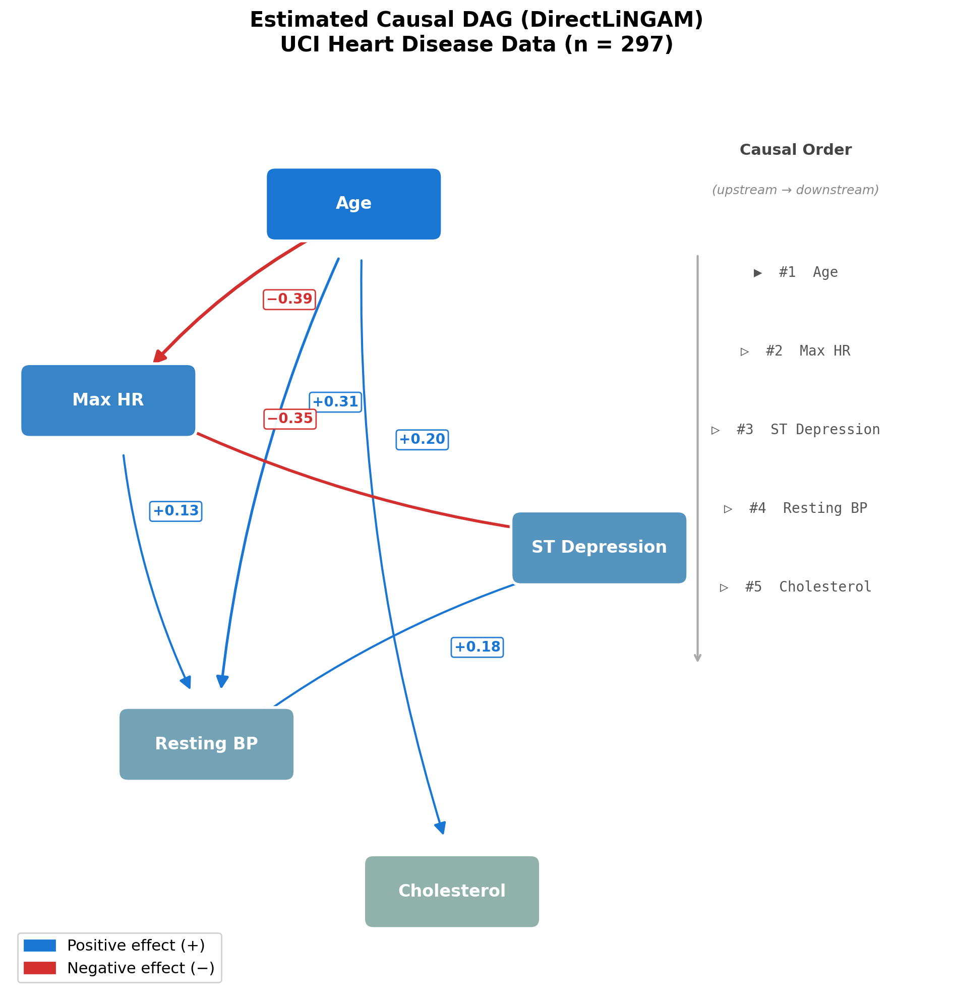 Estimated Causal DAG (DirectLiNGAM)
UCI Heart Disease Data (n = 297)
Causal Order
(upstream → downstream)
Age
▶ #1 Age
−0.39
▷ #2 Max HR
Max HR
+0.31
−0.35
+0.20
▷ #3 ST Depression
+0.13
▷ #4 Resting BP
ST Depression
▷ #5 Cholesterol
+0.18
Resting BP
Cholesterol
Positive effect (+)
Negative effect (−)